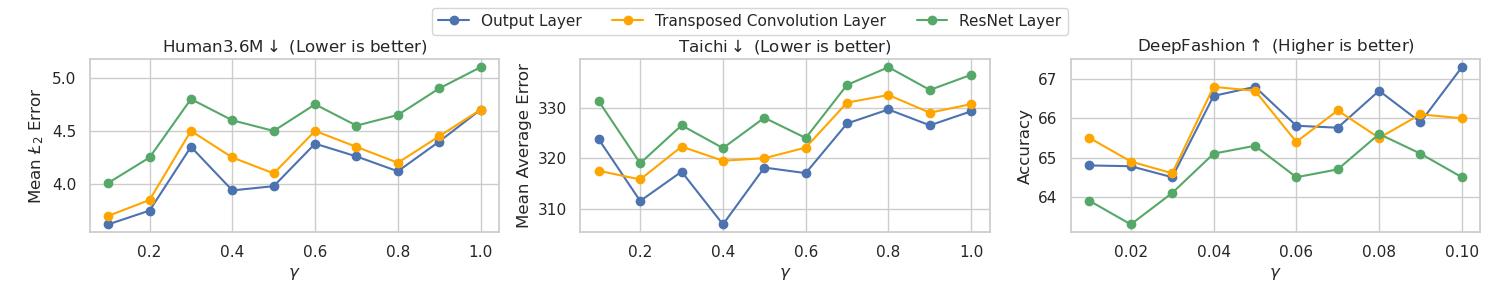 Output Layer Transposed Convolution Layer ResNet Layer
Human3.6M ↓ (Lower is better)
Mean Ł₂ Error
5.0
4.5
4.0
0.2 0.4 0.6 0.8 1.0
γ
Taichi ↓ (Lower is better)
Mean Average Error
330
320
310
0.2 0.4 0.6 0.8 1.0
γ
DeepFashion ↑ (Higher is better)
Accuracy
67
66
65
64
0.02 0.04 0.06 0.08 0.10
γ